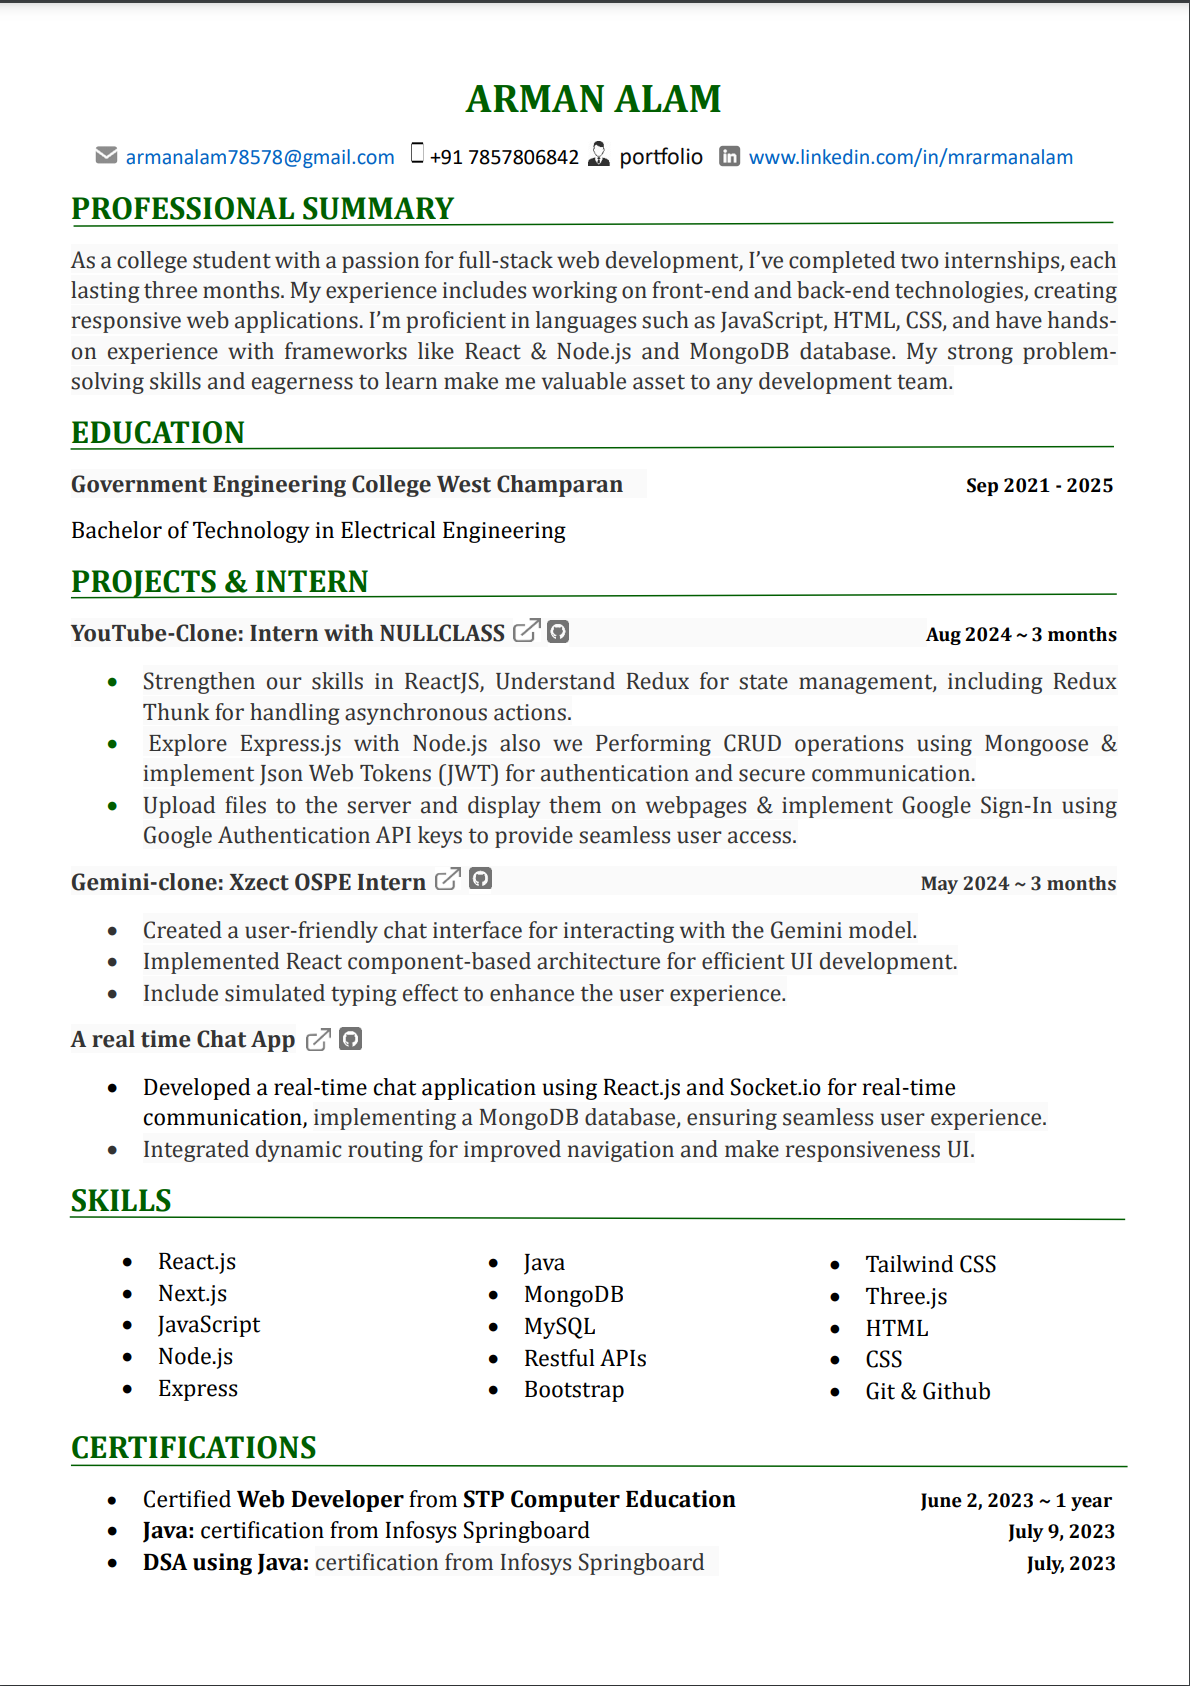 ARMAN ALAM
armanalam78578@gmail.com +91 7857806842 portfolio www.linkedin.com/in/mrarmanalam
PROFESSIONAL SUMMARY
As a college student with a passion for full-stack web development, I’ve completed two internships, each
lasting three months. My experience includes working on front-end and back-end technologies, creating
responsive web applications. I’m proficient in languages such as JavaScript, HTML, CSS, and have hands-
on experience with frameworks like React & Node.js and MongoDB database. My strong problem-
solving skills and eagerness to learn make me valuable asset to any development team.
EDUCATION
Government Engineering College West Champaran Sep 2021 - 2025
Bachelor of Technology in Electrical Engineering
PROJECTS & INTERN
YouTube-Clone: Intern with NULLCLASS Aug 2024 ~ 3 months
• Strengthen our skills in ReactJS, Understand Redux for state management, including Redux
Thunk for handling asynchronous actions.
• Explore Express.js with Node.js also we Performing CRUD operations using Mongoose &
implement Json Web Tokens (JWT) for authentication and secure communication.
• Upload files to the server and display them on webpages & implement Google Sign-In using
Google Authentication API keys to provide seamless user access.
Gemini-clone: Xzect OSPE Intern May 2024 ~ 3 months
• Created a user-friendly chat interface for interacting with the Gemini model.
• Implemented React component-based architecture for efficient UI development.
• Include simulated typing effect to enhance the user experience.
A real time Chat App
• Developed a real-time chat application using React.js and Socket.io for real-time
communication, implementing a MongoDB database, ensuring seamless user experience.
• Integrated dynamic routing for improved navigation and make responsiveness UI.
SKILLS
• React.js
• Next.js
• JavaScript
• Node.js
• Express
• Java
• MongoDB
• MySQL
• Restful APIs
• Bootstrap
• Tailwind CSS
• Three.js
• HTML
• CSS
• Git & Github
CERTIFICATIONS
• Certified Web Developer from STP Computer Education June 2, 2023 ~ 1 year
• Java: certification from Infosys Springboard July 9, 2023
• DSA using Java: certification from Infosys Springboard July, 2023